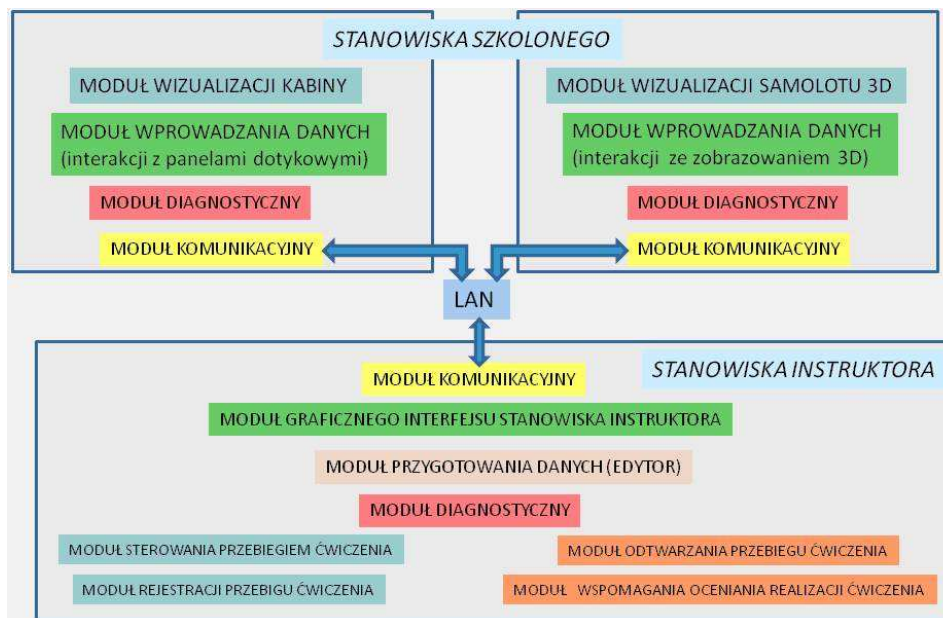 STANOWISKA SZKOLONEGO
MODUŁ WIZUALIZACJI KABINY
MODUŁ WPROWADZANIA DANYCH
(interakcji z panelami dotykowymi)
MODUŁ DIAGNOSTYCZNY
MODUŁ KOMUNIKACYJNY
MODUŁ WIZUALIZACJI SAMOLOTU 3D
MODUŁ WPROWADZANIA DANYCH
(interakcji ze zobrazowaniem 3D)
MODUŁ DIAGNOSTYCZNY
MODUŁ KOMUNIKACYJNY
LAN
STANOWISKA INSTRUKTORA
MODUŁ KOMUNIKACYJNY
MODUŁ GRAFICZNEGO INTERFEJSU STANOWISKA INSTRUKTORA
MODUŁ PRZYGOTOWANIA DANYCH (EDYTOR)
MODUŁ DIAGNOSTYCZNY
MODUŁ STEROWANIA PRZEBIEGIEM ĆWICZENIA
MODUŁ REJESTRACJI PRZEBIGU ĆWICZENIA
MODUŁ ODTWARZANIA PRZEBIEGU ĆWICZENIA
MODUŁ WSPOMAGANIA OCENIANIA REALIZACJI ĆWICZENIA